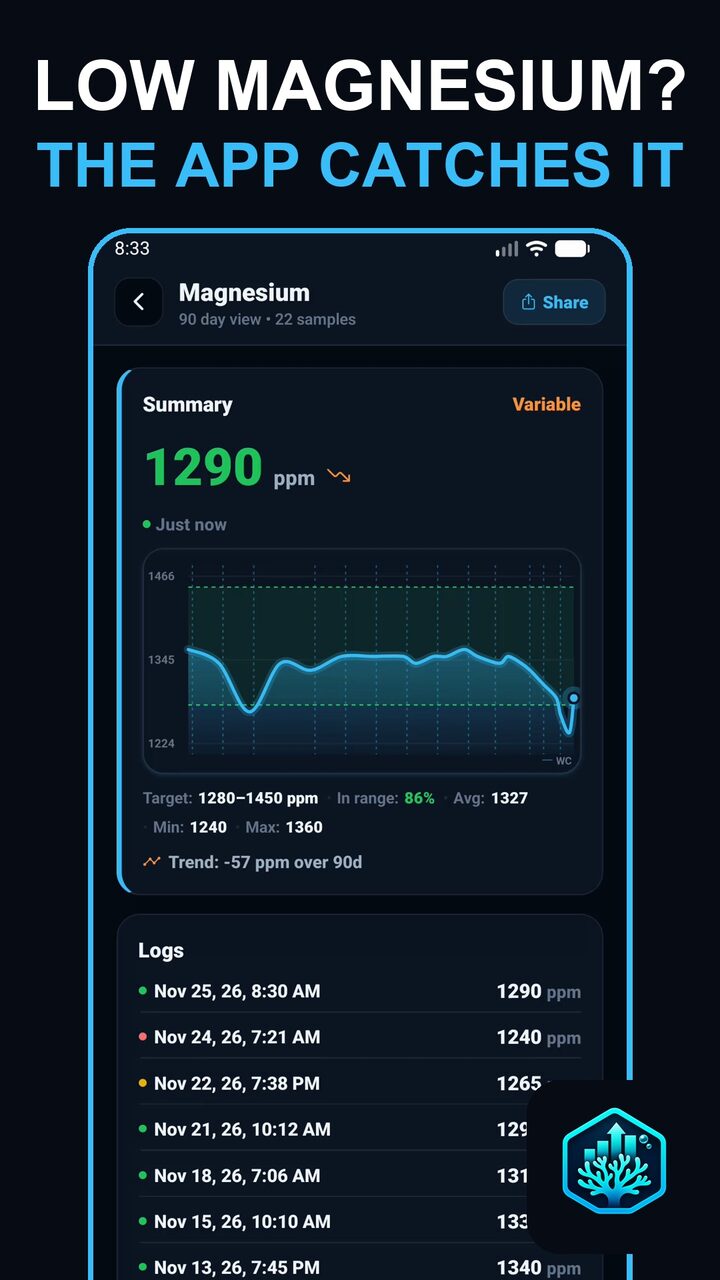 LOW MAGNESIUM?
THE APP CATCHES IT
8:33
Magnesium
90 day view • 22 samples
Share
Summary
Variable
1290 ppm
Just now
1466
1345
1224
WC
Target: 1280–1450 ppm · In range: 86% · Avg: 1327
· Min: 1240 · Max: 1360
Trend: -57 ppm over 90d
Logs
Nov 25, 26, 8:30 AM 1290 ppm
Nov 24, 26, 7:21 AM 1240 ppm
Nov 22, 26, 7:38 PM 1265
Nov 21, 26, 10:12 AM
Nov 18, 26, 7:06 AM
Nov 15, 26, 10:10 AM
Nov 13, 26, 7:45 PM 1340 ppm